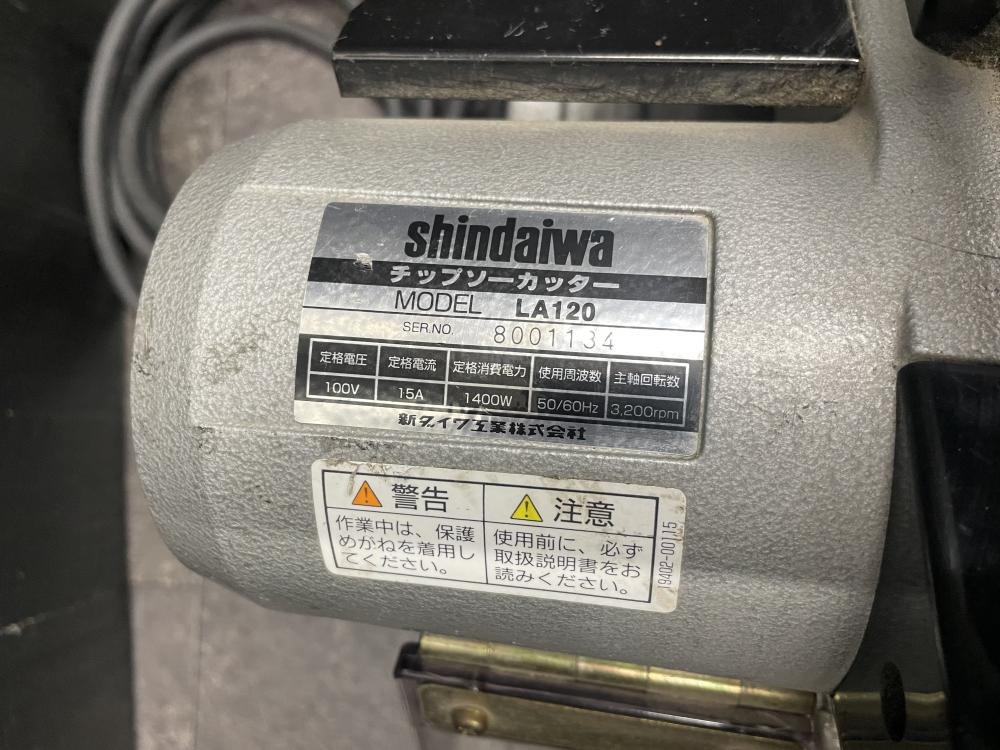 shindaiwa
チップソーカッター
MODEL LA120
SER.NO. 8001134
定格電圧 定格電流 定格消費電力 使用周波数 主軸回転数
100V 15A 1400W 50/60Hz 3,200rpm
新ダイワ工業株式会社
警告
作業中は、保護
めがねを着用し
てください。
注意
使用前に、必ず
取扱説明書をお
読みください。
9402-00115